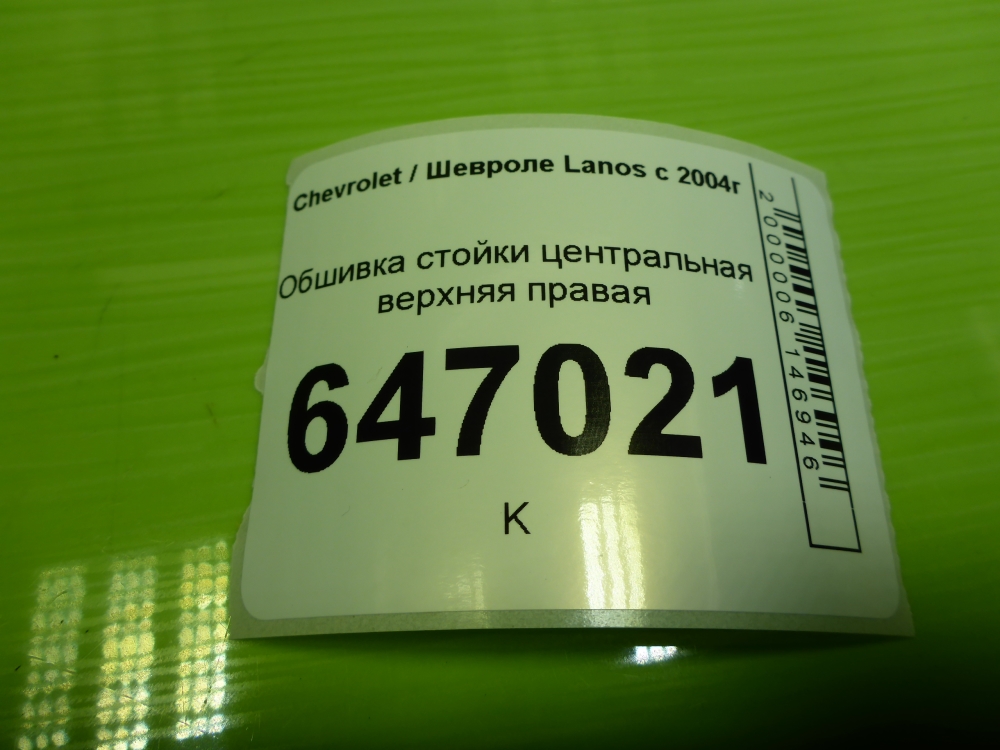 Chevrolet / Шевроле Lanos с 2004г
Обшивка стойки центральная
верхняя правая
647021
К
2000006146946